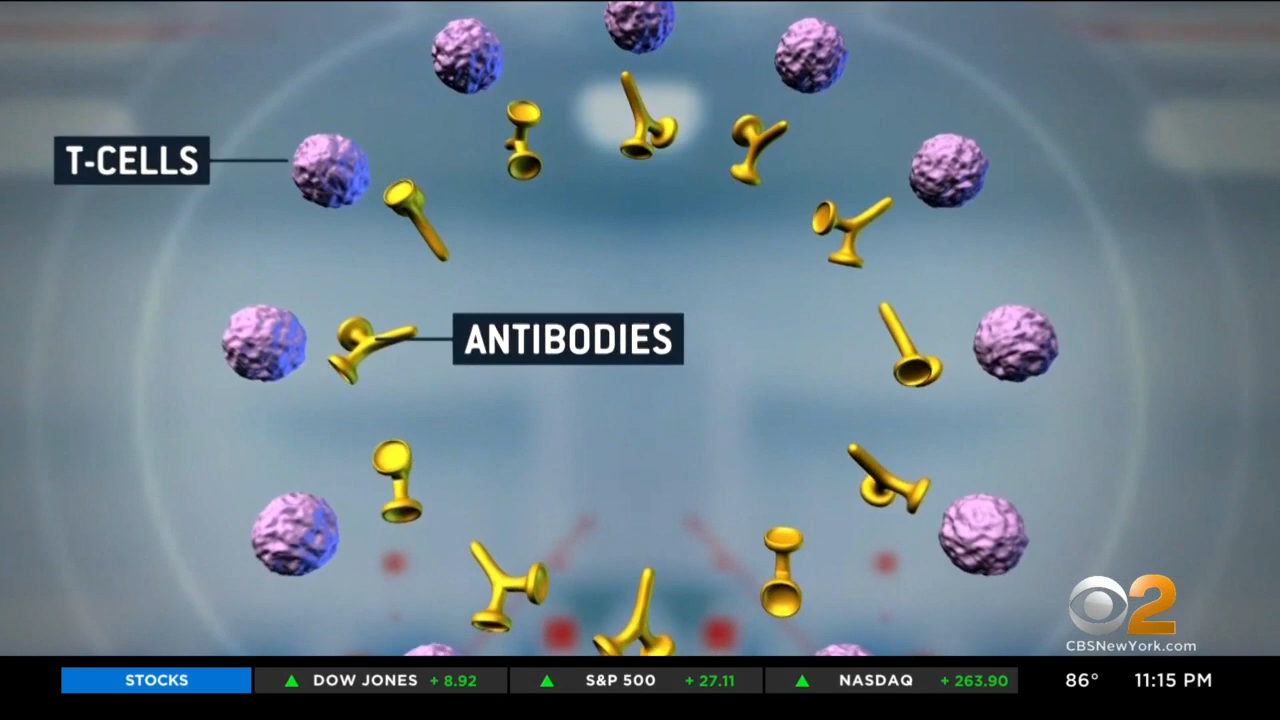 T-CELLS
ANTIBODIES
2
CBSNewYork.com
STOCKS ▲ DOW JONES + 8.92 ▲ S&P 500 + 27.11 ▲ NASDAQ + 263.90 86° 11:15 PM